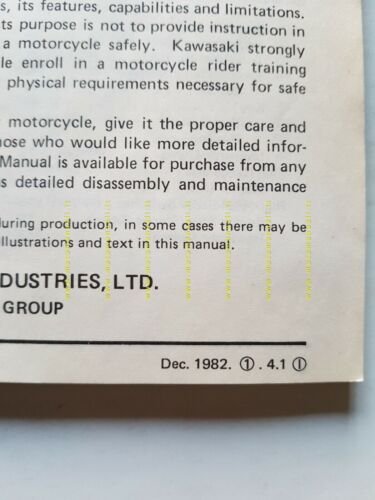 s, its features, capabilities and limitations.
ts purpose is not to provide instruction in
a motorcycle safely. Kawasaki strongly
le enroll in a motorcycle rider training
physical requirements necessary for safe
motorcycle, give it the proper care and
hose who would like more detailed infor-
Manual is available for purchase from any
s detailed disassembly and maintenance
during production, in some cases there may be
illustrations and text in this manual.
DUSTRIES, LTD.
GROUP
Dec. 1982. ①. 4.1 Ⓘ